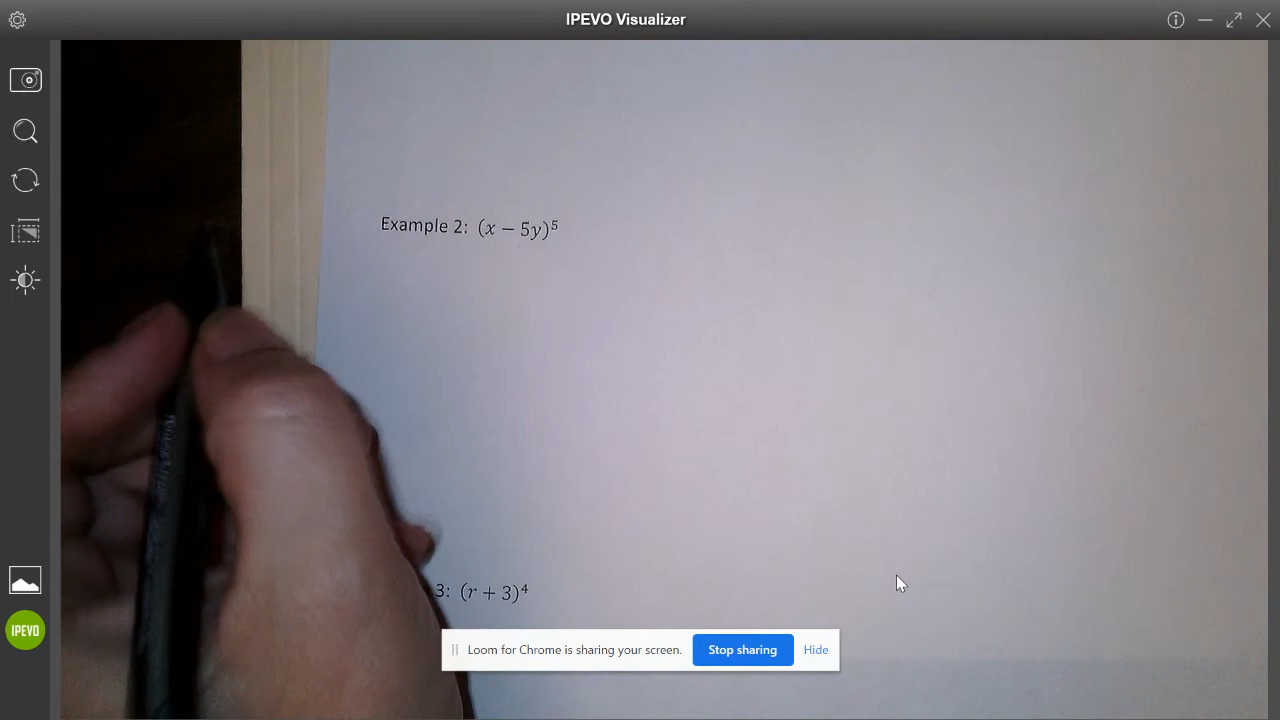 IPEVO Visualizer
Example 2: (x − 5y)⁵
3: (r + 3)⁴
Loom for Chrome is sharing your screen. Stop sharing Hide
IPEVO